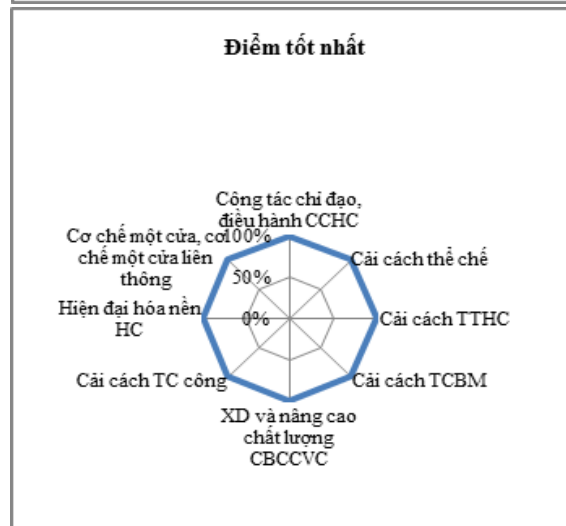 Điểm tốt nhất
Công tác chỉ đạo,
điều hành CCHC
100%
Cải cách thể chế
Cải cách TTHC
Cải cách TCBM
XD và nâng cao
chất lượng
CBCCVC
Cải cách TC công
Hiện đại hóa nền
HC
Cơ chế một cửa, cơ
chế một cửa liên
thông
50%
0%